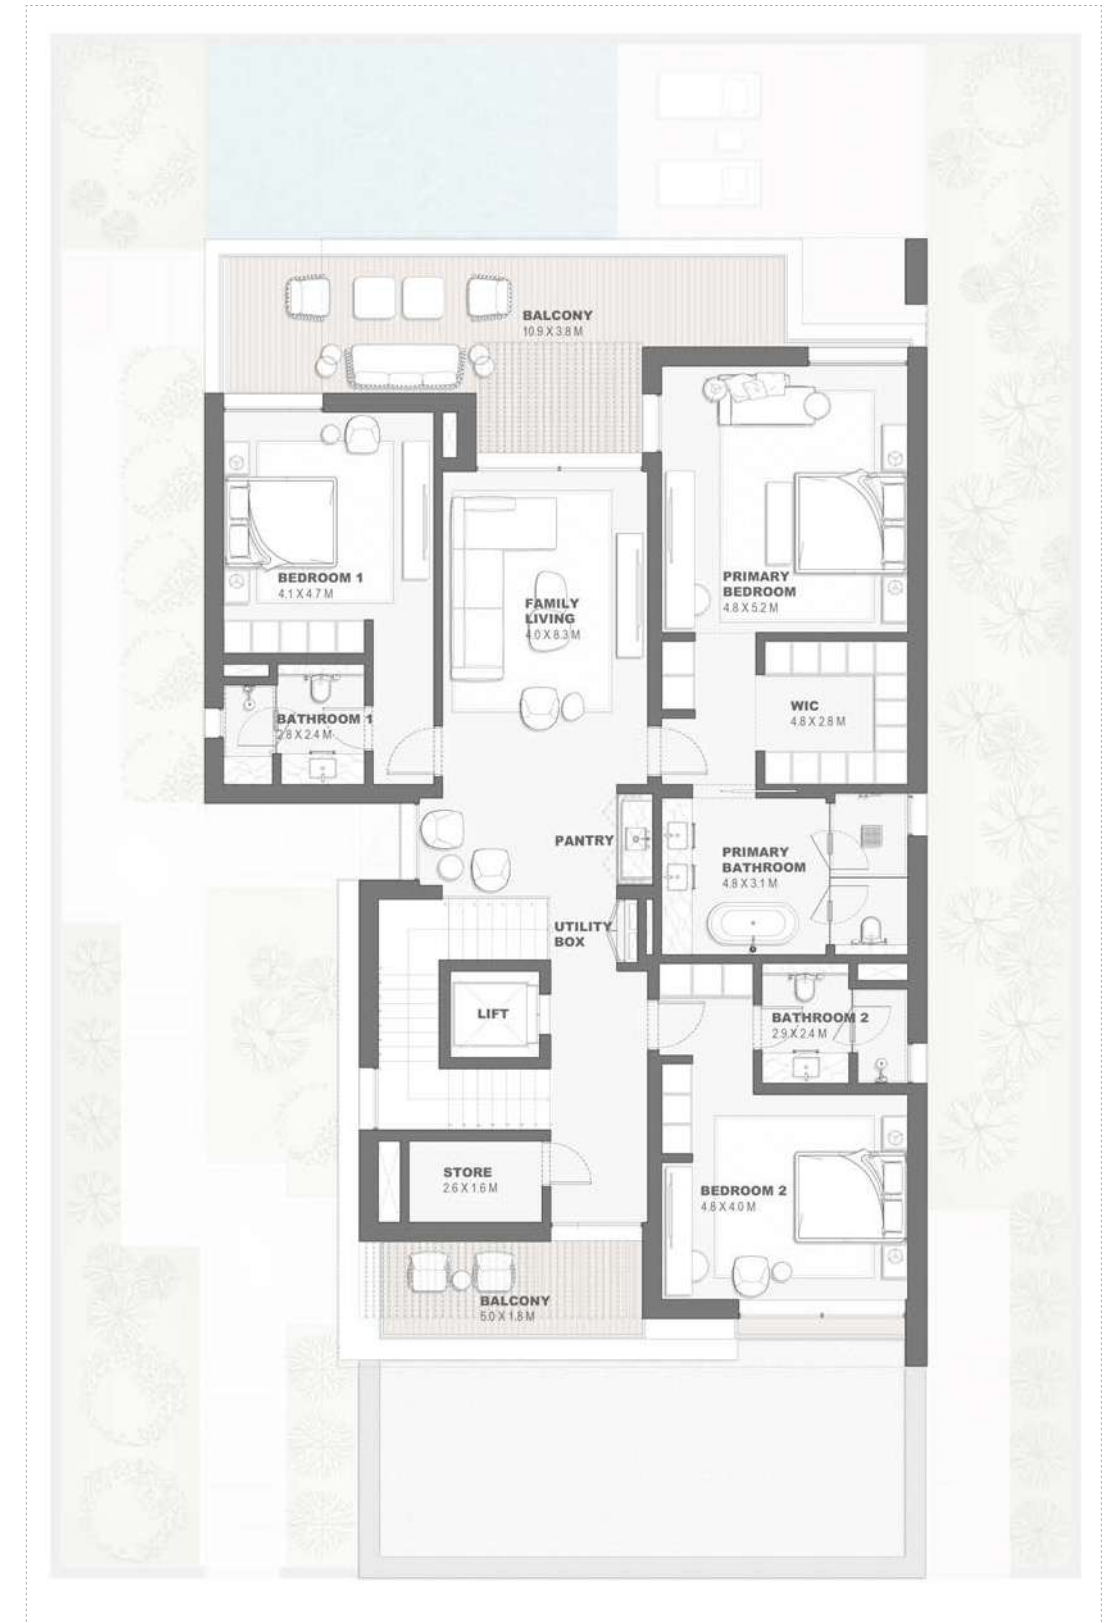 BALCONY
10.9 X 3.8 M
BEDROOM 1
4.1 X 4.7 M
FAMILY
LIVING
4.0 X 8.3 M
PRIMARY
BEDROOM
4.8 X 5.2 M
WIC
4.8 X 2.8 M
BATHROOM 1
2.8 X 2.4 M
PANTRY
PRIMARY
BATHROOM
4.8 X 3.1 M
UTILITY
BOX
LIFT
BATHROOM 2
2.9 X 2.4 M
STORE
2.6 X 1.6 M
BEDROOM 2
4.8 X 4.0 M
BALCONY
5.0 X 1.8 M